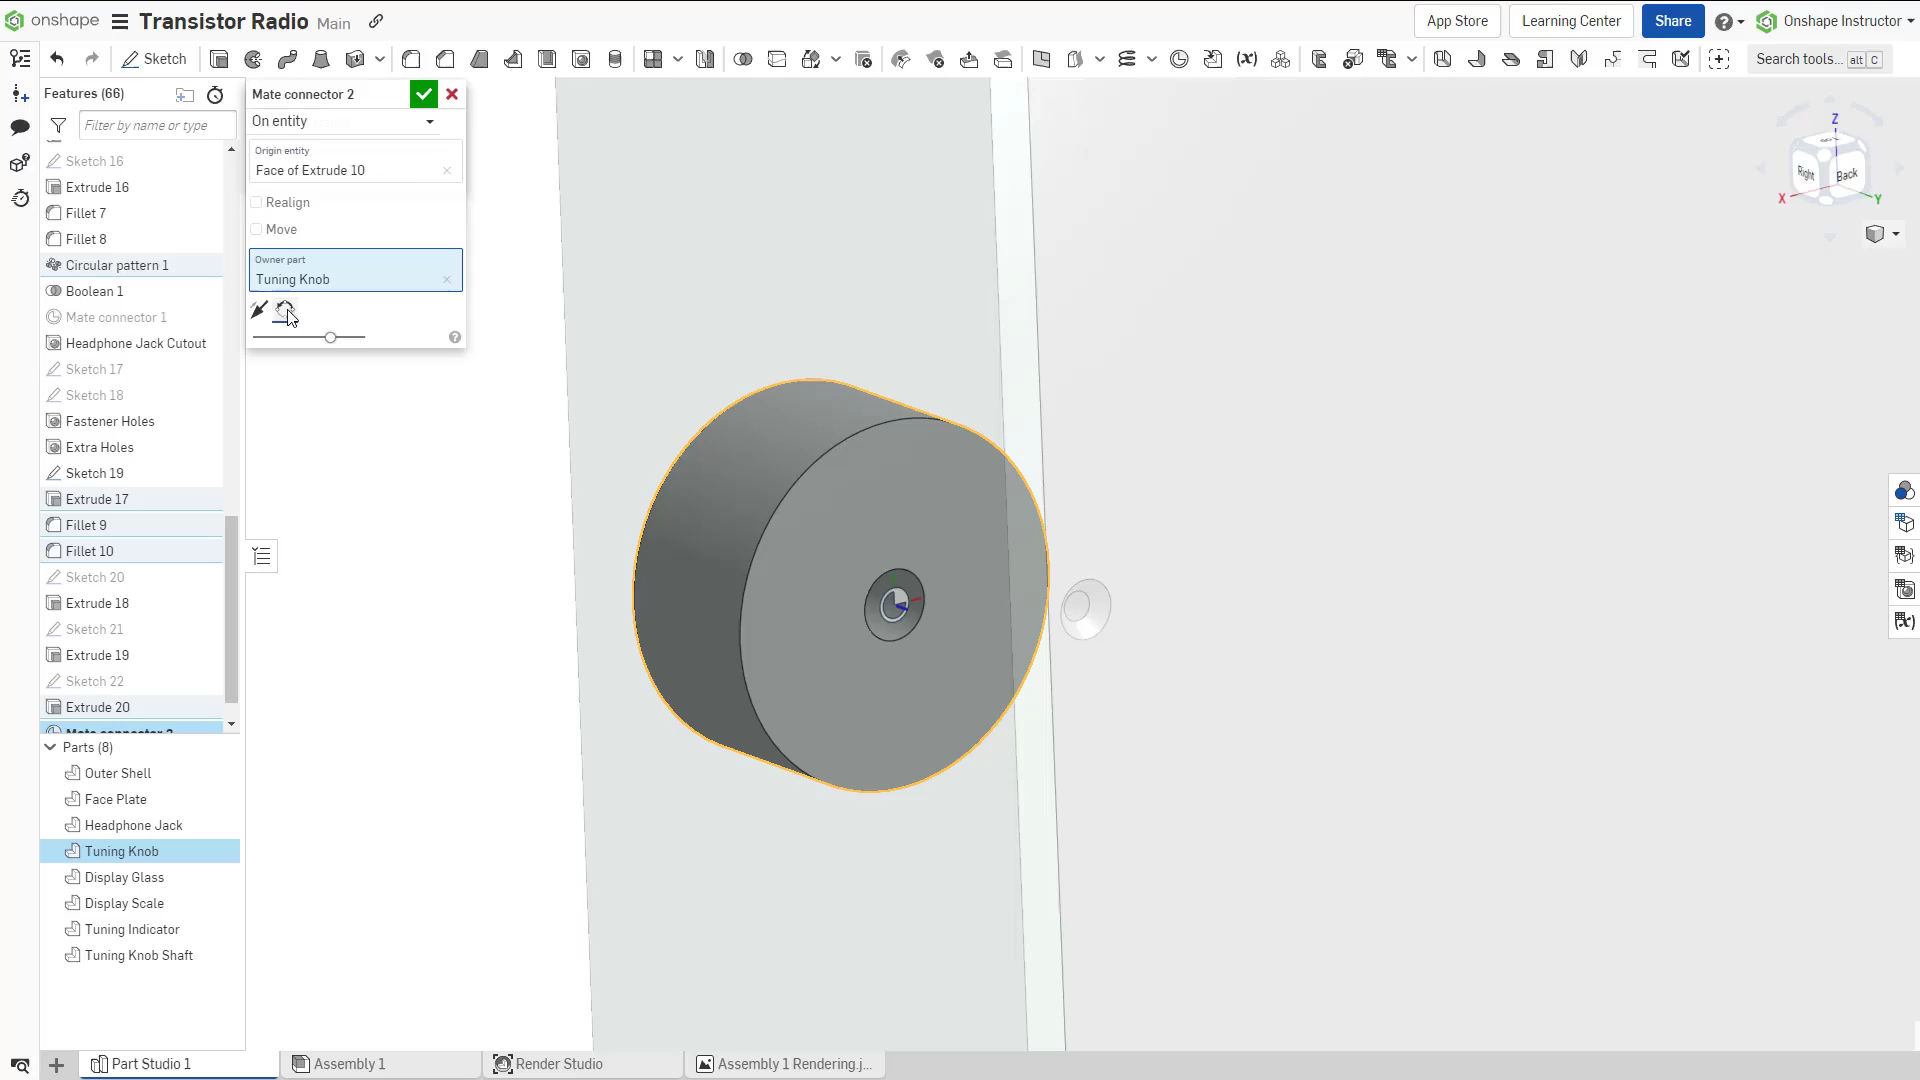 onshape
Transistor Radio Main
App Store
Learning Center
Share
Onshape Instructor
Sketch
Search tools... alt C
Features (66)
Filter by name or type
Sketch 16
Extrude 16
Fillet 7
Fillet 8
Circular pattern 1
Boolean 1
Mate connector 1
Headphone Jack Cutout
Sketch 17
Sketch 18
Fastener Holes
Extra Holes
Sketch 19
Extrude 17
Fillet 9
Fillet 10
Sketch 20
Extrude 18
Sketch 21
Extrude 19
Sketch 22
Extrude 20
Mate connector 2
Parts (8)
Outer Shell
Face Plate
Headphone Jack
Tuning Knob
Display Glass
Display Scale
Tuning Indicator
Tuning Knob Shaft
Mate connector 2
On entity
Origin entity
Face of Extrude 10
Realign
Move
Owner part
Tuning Knob
Z
Right
Back
X
Y
Part Studio 1
Assembly 1
Render Studio
Assembly 1 Rendering.j...